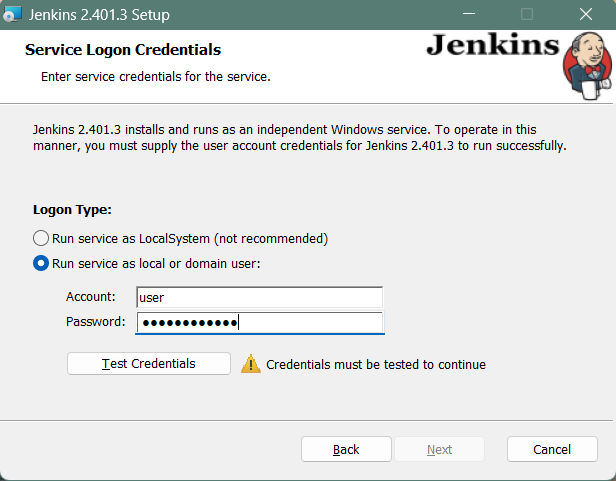 Jenkins 2.401.3 Setup
Service Logon Credentials
Enter service credentials for the service.
Jenkins
Jenkins 2.401.3 installs and runs as an independent Windows service. To operate in this
manner, you must supply the user account credentials for Jenkins 2.401.3 to run successfully.
Logon Type:
Run service as LocalSystem (not recommended)
Run service as local or domain user:
Account: user
Password: ●●●●●●●●●●●●
Test Credentials Credentials must be tested to continue
Back Next Cancel